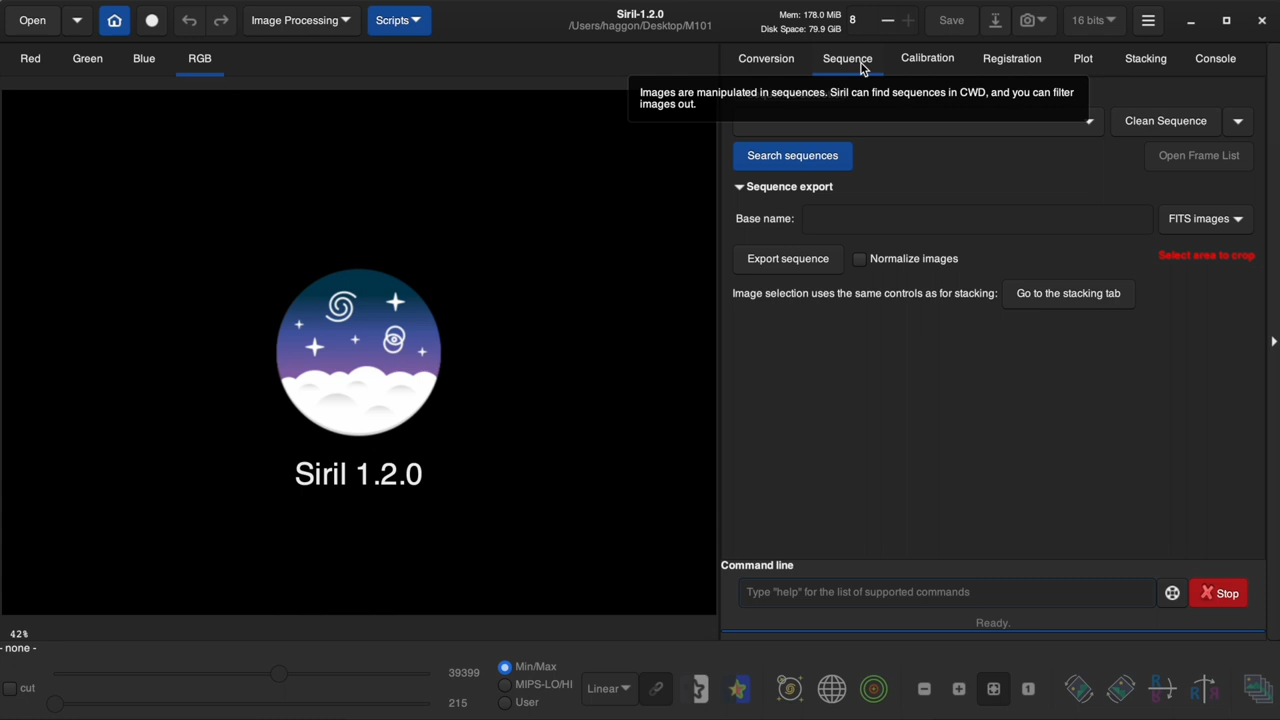 Open
Image Processing
Scripts
Siril-1.2.0
/Users/haggon/Desktop/M101
Mem: 178.0 MiB
Disk Space: 79.9 GiB
8
Save
16 bits
Red
Green
Blue
RGB
Conversion
Sequence
Calibration
Registration
Plot
Stacking
Console
Images are manipulated in sequences. Siril can find sequences in CWD, and you can filter
images out.
Clean Sequence
Search sequences
Open Frame List
Sequence export
Base name:
FITS images
Export sequence
Normalize images
Select area to crop
Image selection uses the same controls as for stacking:
Go to the stacking tab
Siril 1.2.0
Command line
Type "help" for the list of supported commands
Stop
Ready.
42%
- none -
cut
39399
215
Min/Max
MIPS-LO/HI
User
Linear
1
R
R
R R